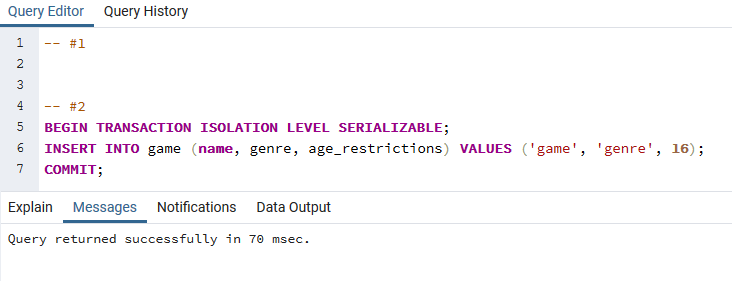 Query Editor Query History
1 -- #1
2
3
4 -- #2
5 BEGIN TRANSACTION ISOLATION LEVEL SERIALIZABLE;
6 INSERT INTO game (name, genre, age_restrictions) VALUES ('game', 'genre', 16);
7 COMMIT;
Explain Messages Notifications Data Output
Query returned successfully in 70 msec.